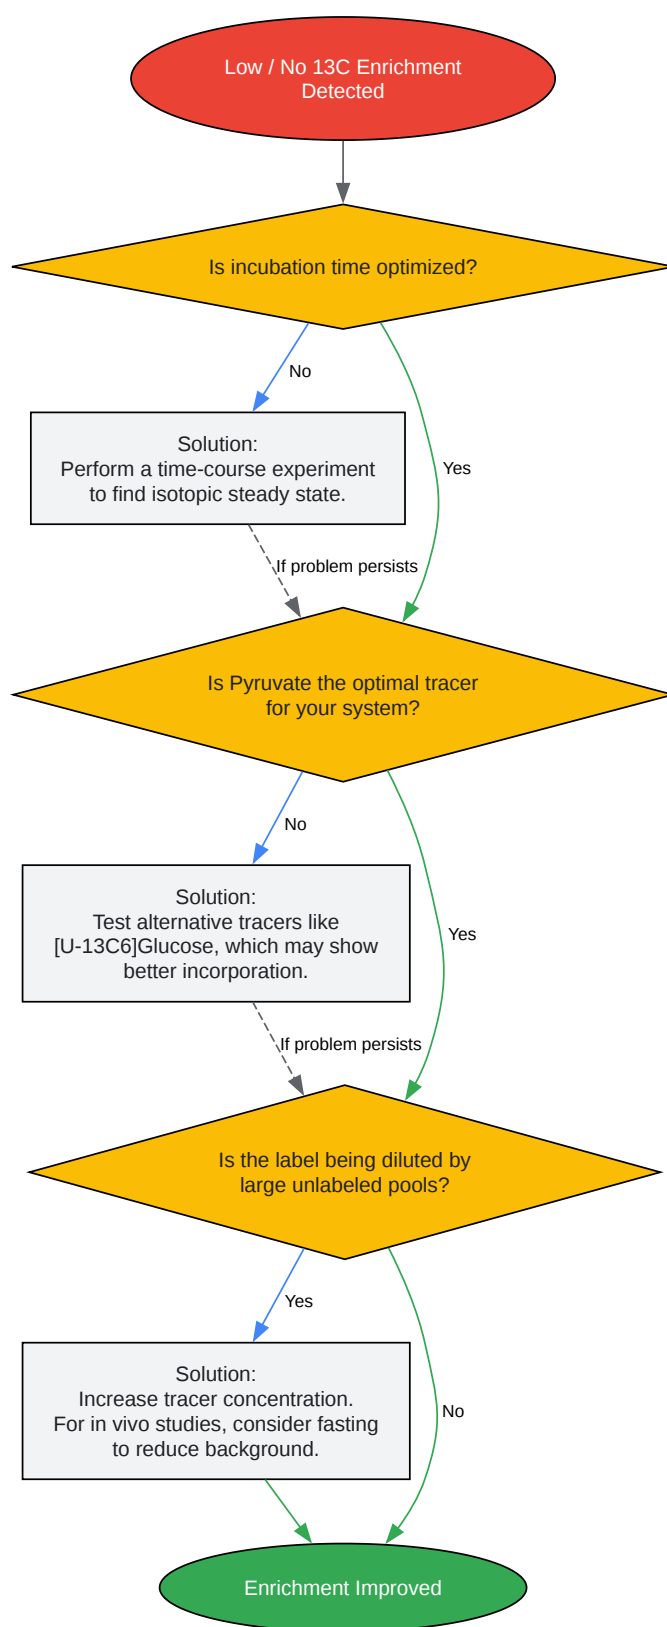 Low / No 13C Enrichment
Detected
Is incubation time optimized?
No
Yes
Solution:
Perform a time-course experiment
to find isotopic steady state.
If problem persists
Is Pyruvate the optimal tracer
for your system?
No
Yes
Solution:
Test alternative tracers like
[U-13C6]Glucose, which may show
better incorporation.
If problem persists
Is the label being diluted by
large unlabeled pools?
Yes
No
Solution:
Increase tracer concentration.
For in vivo studies, consider fasting
to reduce background.
Enrichment Improved